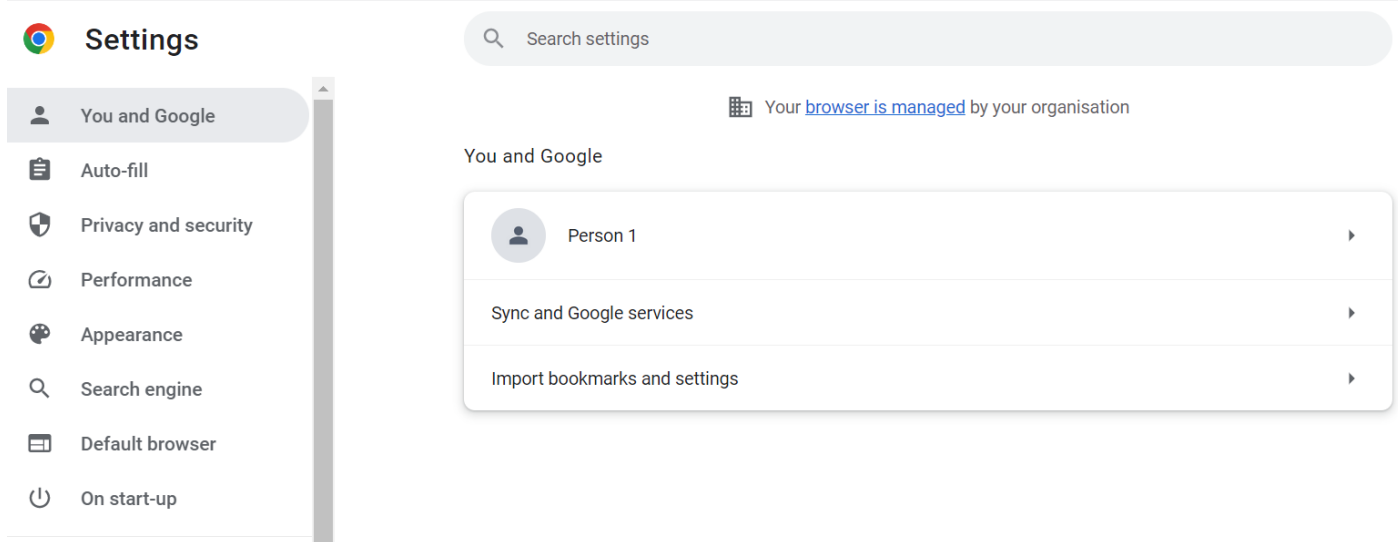 Settings
Search settings
You and Google
Auto-fill
Privacy and security
Performance
Appearance
Search engine
Default browser
On start-up
Your browser is managed by your organisation
You and Google
Person 1
Sync and Google services
Import bookmarks and settings